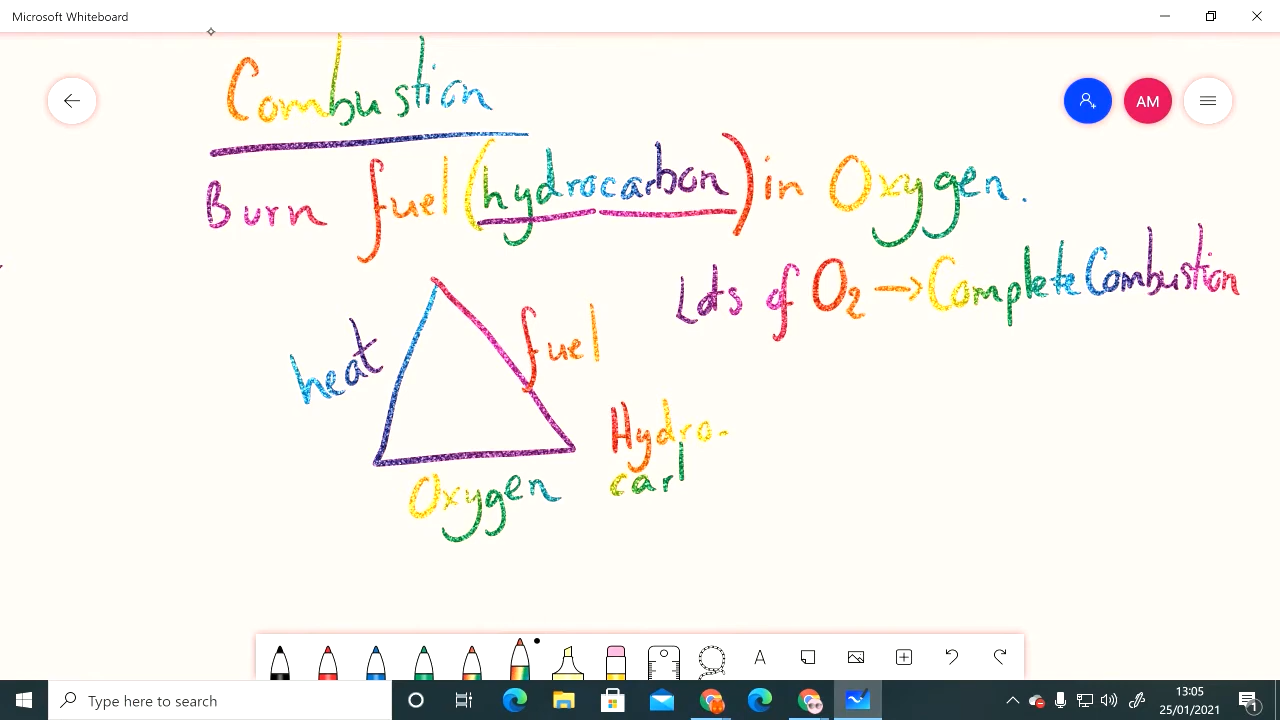 Microsoft Whiteboard
Combustion
AM
Burn fuel (hydrocarbon) in Oxygen.
Lots of O2 → Complete Combustion
heat
fuel
Hydro-
carl
Oxygen
A
Type here to search
13:05
25/01/2021
1